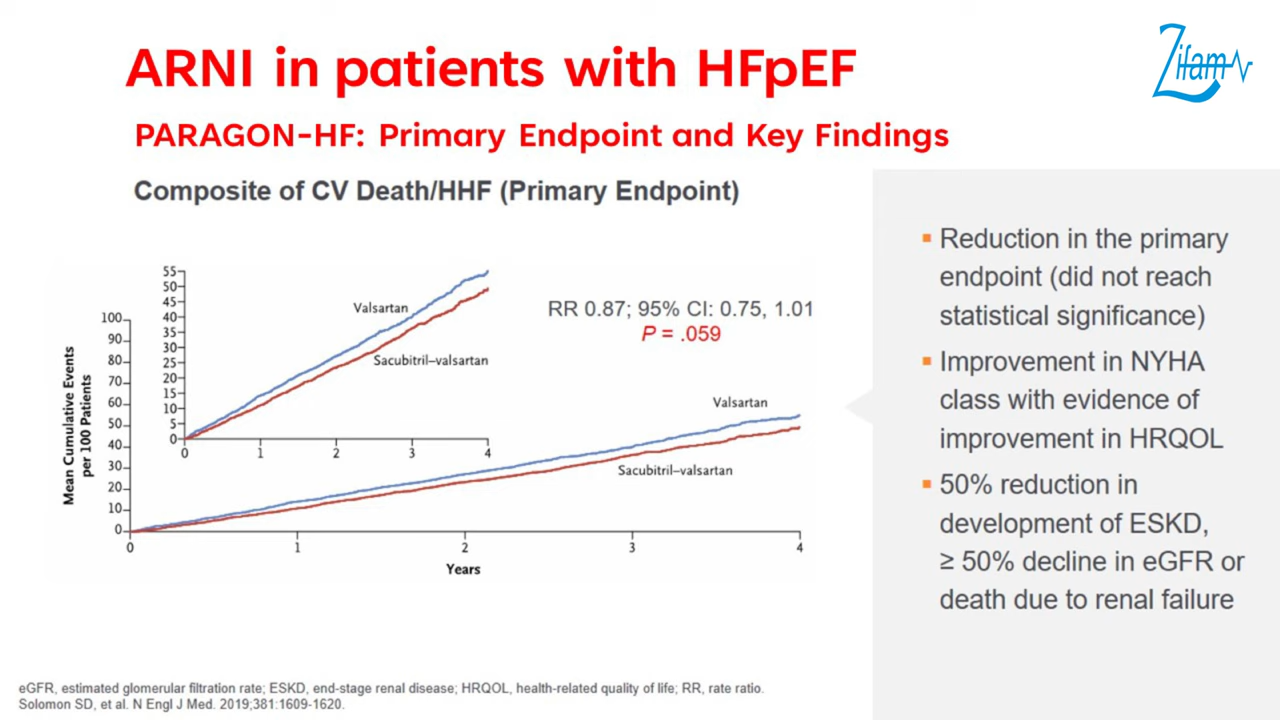 ARNI in patients with HFpEF
Zifam
PARAGON-HF: Primary Endpoint and Key Findings
Composite of CV Death/HHF (Primary Endpoint)
Mean Cumulative Events
per 100 Patients
100
90
80
70
60
50
40
30
20
10
0
55
50
45
40
35
30
25
20
15
10
5
0
Valsartan
Sacubitril–valsartan
0 1 2 3 4
RR 0.87; 95% CI: 0.75, 1.01
P = .059
Valsartan
Sacubitril–valsartan
0 1 2 3 4
Years
▪ Reduction in the primary
endpoint (did not reach
statistical significance)
▪ Improvement in NYHA
class with evidence of
improvement in HRQOL
▪ 50% reduction in
development of ESKD,
≥ 50% decline in eGFR or
death due to renal failure
eGFR, estimated glomerular filtration rate; ESKD, end-stage renal disease; HRQOL, health-related quality of life; RR, rate ratio.
Solomon SD, et al. N Engl J Med. 2019;381:1609-1620.